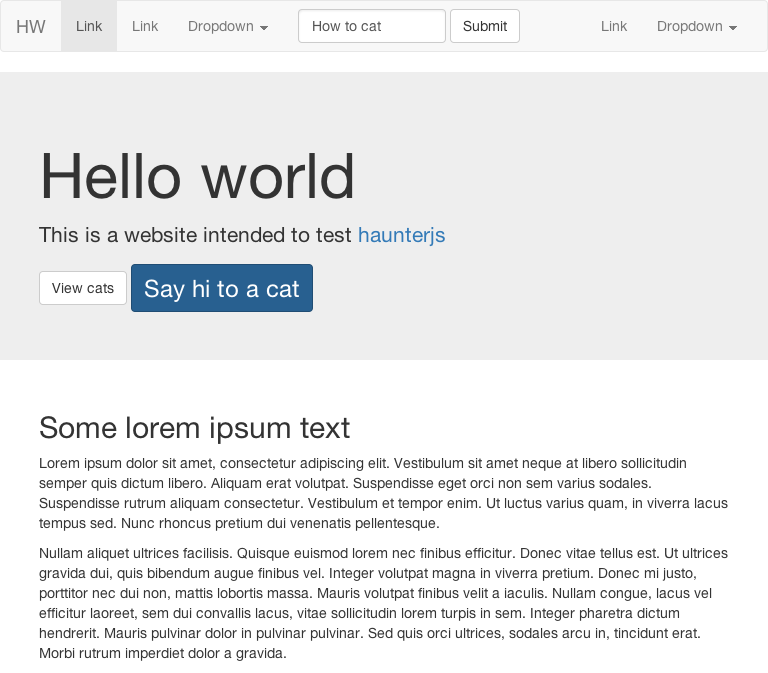 HW Link Link Dropdown How to cat Submit Link Dropdown
Hello world
This is a website intended to test haunterjs
View cats Say hi to a cat
Some lorem ipsum text
Lorem ipsum dolor sit amet, consectetur adipiscing elit. Vestibulum sit amet neque at libero sollicitudin
semper quis dictum libero. Aliquam erat volutpat. Suspendisse eget orci non sem varius sodales.
Suspendisse rutrum aliquam consectetur. Vestibulum et tempor enim. Ut luctus varius quam, in viverra lacus
tempus sed. Nunc rhoncus pretium dui venenatis pellentesque.
Nullam aliquet ultrices facilisis. Quisque euismod lorem nec finibus efficitur. Donec vitae tellus est. Ut ultrices
gravida dui, quis bibendum augue finibus vel. Integer volutpat magna in viverra pretium. Donec mi justo,
porttitor nec dui non, mattis lobortis massa. Mauris volutpat finibus velit a iaculis. Nullam congue, lacus vel
efficitur laoreet, sem dui convallis lacus, vitae sollicitudin lorem turpis in sem. Integer pharetra dictum
hendrerit. Mauris pulvinar dolor in pulvinar pulvinar. Sed quis orci ultrices, sodales arcu in, tincidunt erat.
Morbi rutrum imperdiet dolor a gravida.